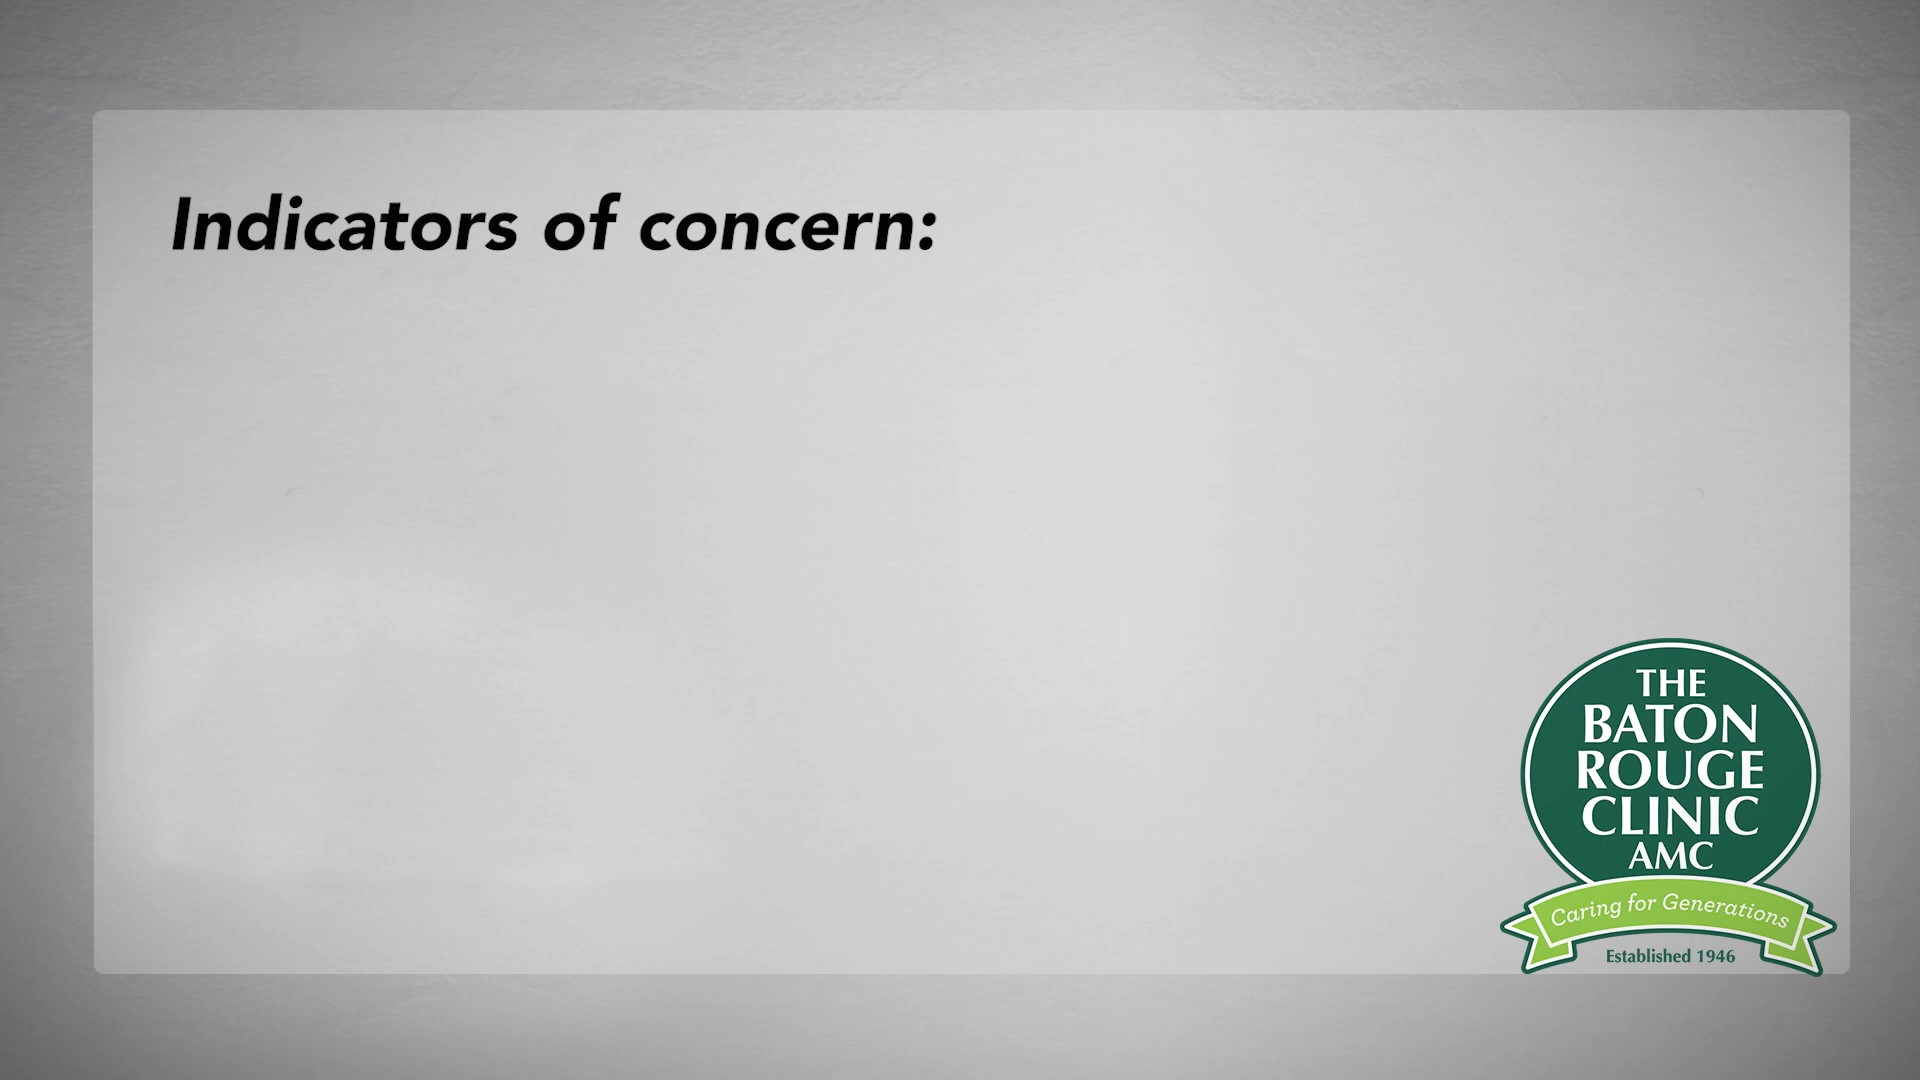 Indicators of concern:
THE
BATON
ROUGE
CLINIC
AMC
Caring for Generations
Established 1946